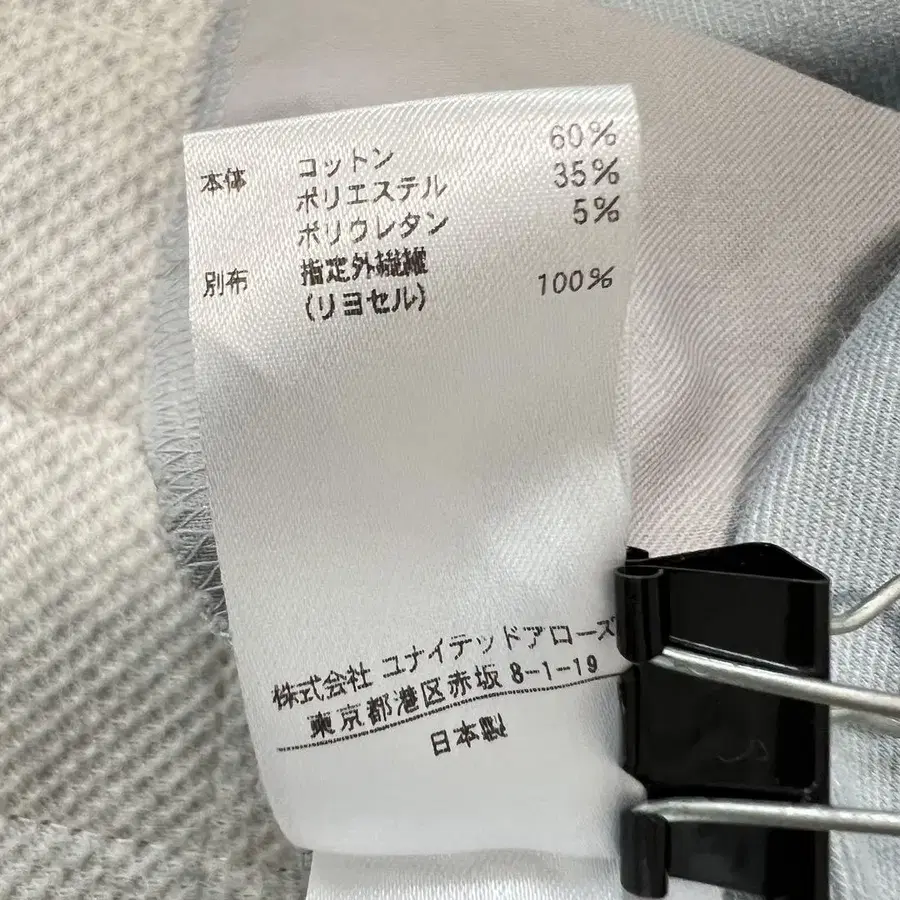 本体 コットン 60%
ポリエステル 35%
ポリウレタン 5%
別布 指定外繊維
(リヨセル) 100%
株式会社 ユナイテッドアローズ
東京都港区赤坂 8-1-19
日本製